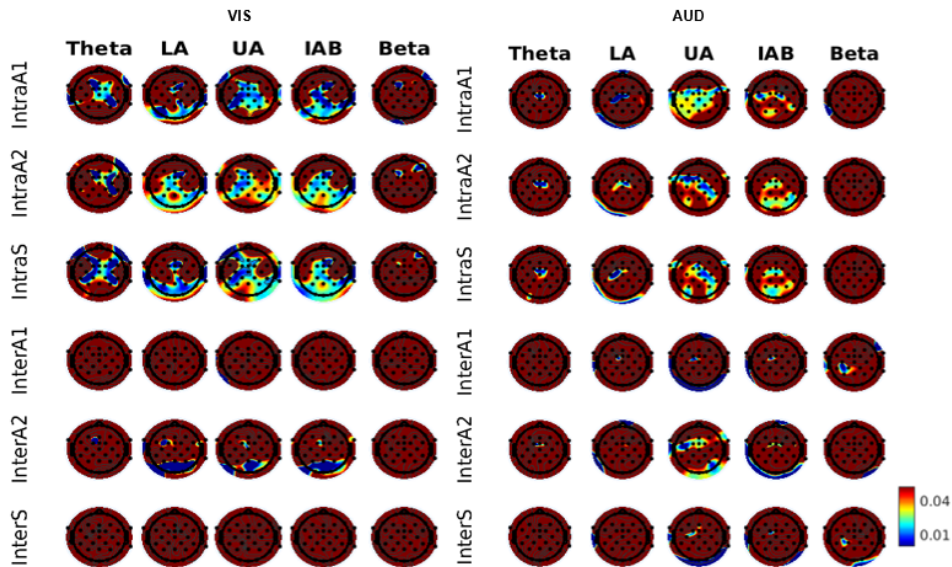 VIS AUD
Theta LA UA IAB Beta Theta LA UA IAB Beta
IntraA1 IntraA1
IntraA2 IntraA2
IntraS IntraS
InterA1 InterA1
InterA2 InterA2
InterS InterS
0.04
0.01